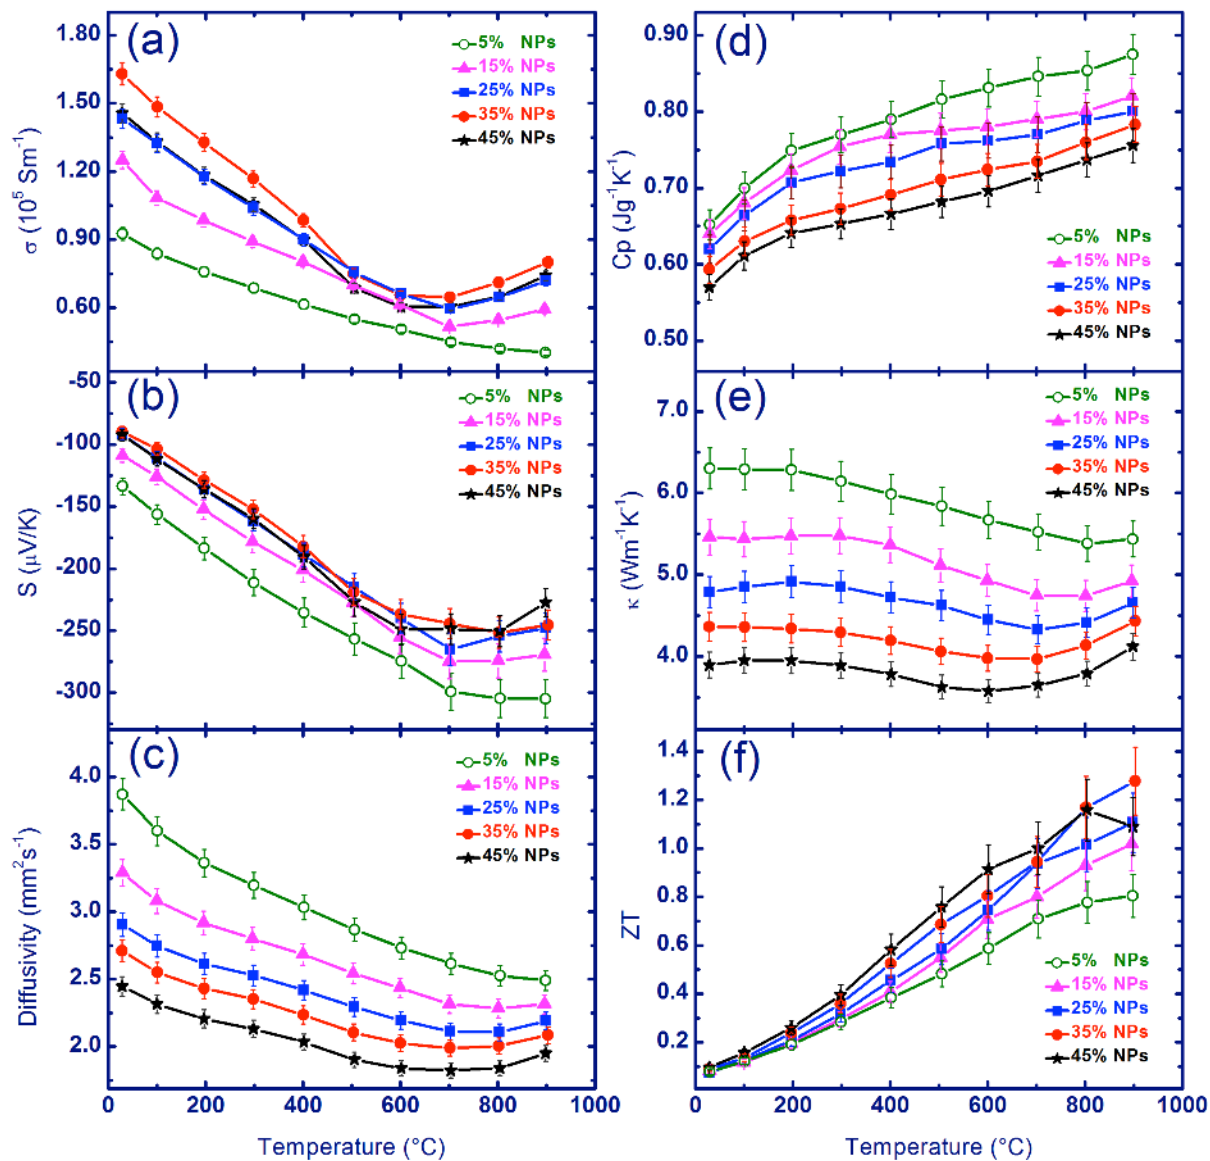 (a)
1.80
1.50
1.20
0.90
0.60
σ (10⁵ Sm⁻¹)
5% NPs
15% NPs
25% NPs
35% NPs
45% NPs
(b)
-50
-100
-150
-200
-250
-300
S (μV/K)
5% NPs
15% NPs
25% NPs
35% NPs
45% NPs
(c)
4.0
3.5
3.0
2.5
2.0
Diffusivity (mm²s⁻¹)
5% NPs
15% NPs
25% NPs
35% NPs
45% NPs
0 200 400 600 800 1000
Temperature (°C)
(d)
0.90
0.80
0.70
0.60
0.50
Cp (Jg⁻¹K⁻¹)
5% NPs
15% NPs
25% NPs
35% NPs
45% NPs
(e)
7.0
6.0
5.0
4.0
κ (Wm⁻¹K⁻¹)
5% NPs
15% NPs
25% NPs
35% NPs
45% NPs
(f)
1.4
1.2
1.0
0.8
0.6
0.4
0.2
ZT
5% NPs
15% NPs
25% NPs
35% NPs
45% NPs
0 200 400 600 800 1000
Temperature (°C)